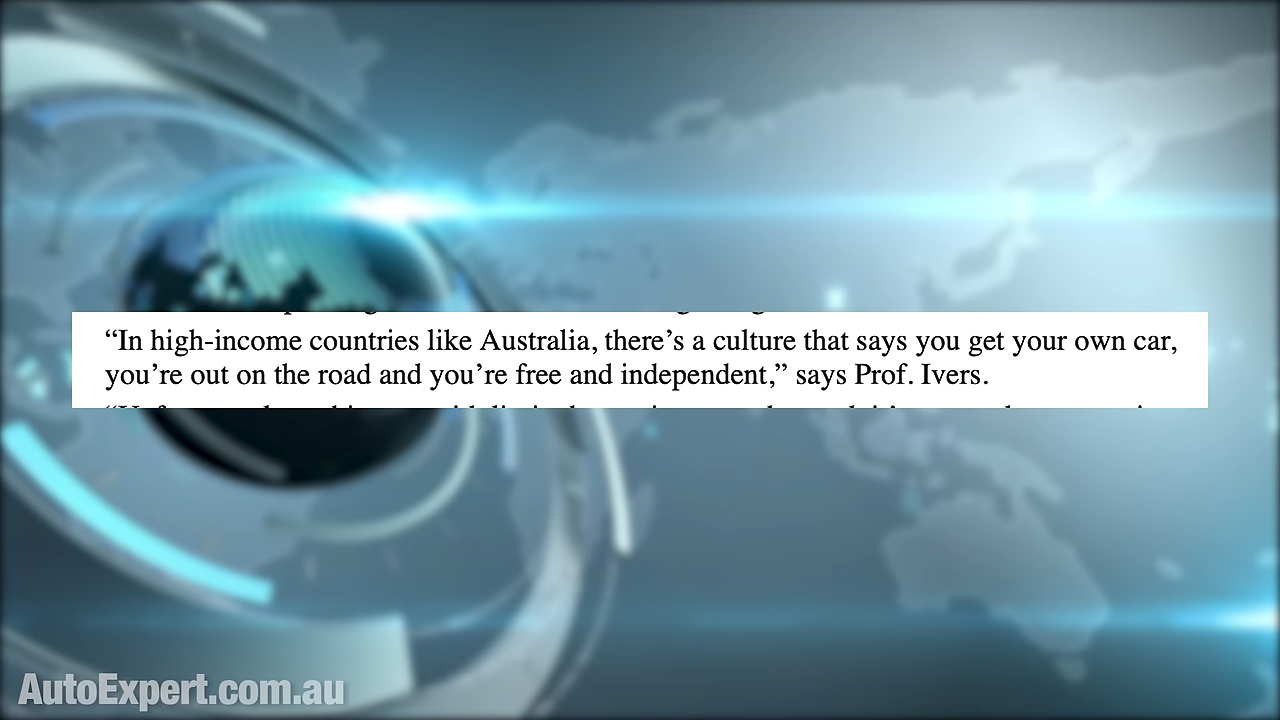 “In high-income countries like Australia, there’s a culture that says you get your own car,
you’re out on the road and you’re free and independent,” says Prof. Ivers.
AutoExpert.com.au